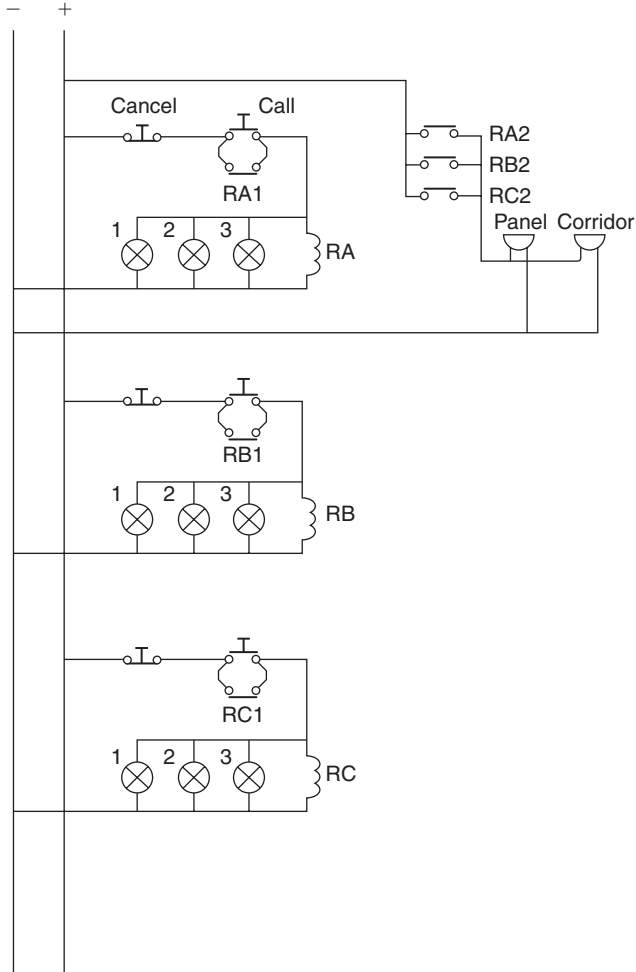 − +
Cancel Call
RA2
RB2
RA1
RC2
Panel Corridor
1 2 3
RA
RB1
1 2 3
RB
RC1
1 2 3
RC